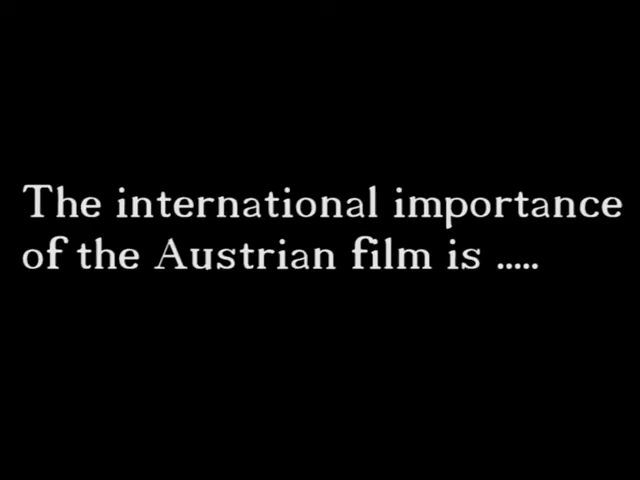 The international importance
of the Austrian film is .....